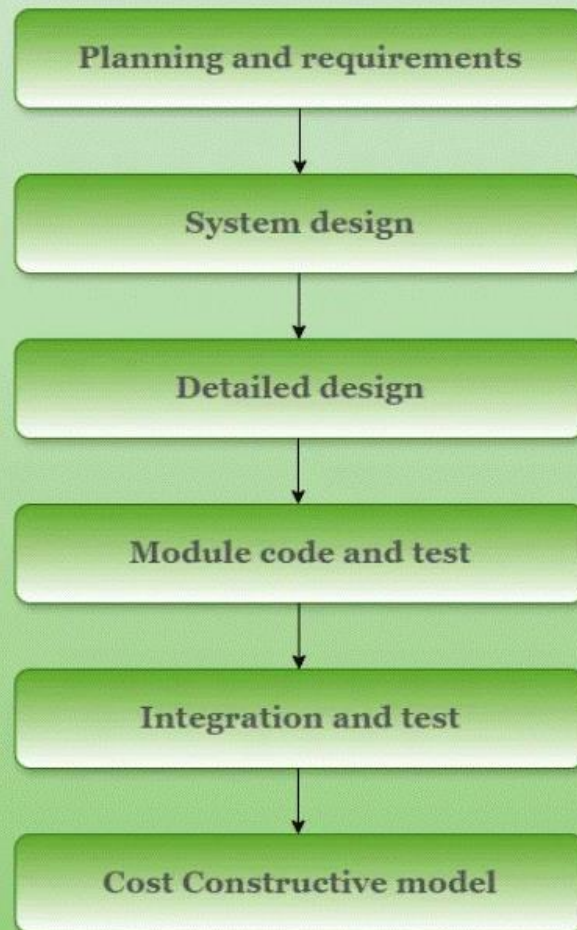 Planning and requirements
System design
Detailed design
Module code and test
Integration and test
Cost Constructive model